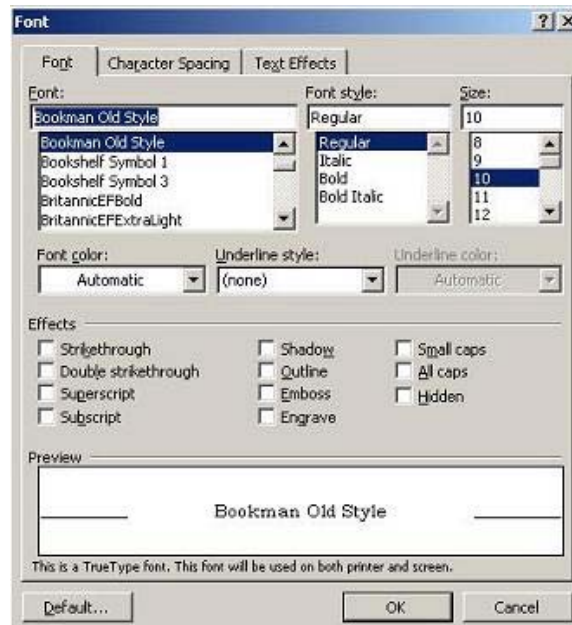 Font
Font Character Spacing Text Effects
Font: Font style: Size:
Bookman Old Style Regular 10
Bookman Old Style Regular 8
Bookshelf Symbol 1 Italic 9
Bookshelf Symbol 3 Bold 10
BritannicEFBold Bold Italic 11
BritannicEFExtraLight 12
Font color: Underline style: Underline color:
Automatic (none) Automatic
Effects
Strikethrough Shadow Small caps
Double strikethrough Outline All caps
Superscript Emboss Hidden
Subscript Engrave
Preview
Bookman Old Style
This is a TrueType font. This font will be used on both printer and screen.
Default... OK Cancel